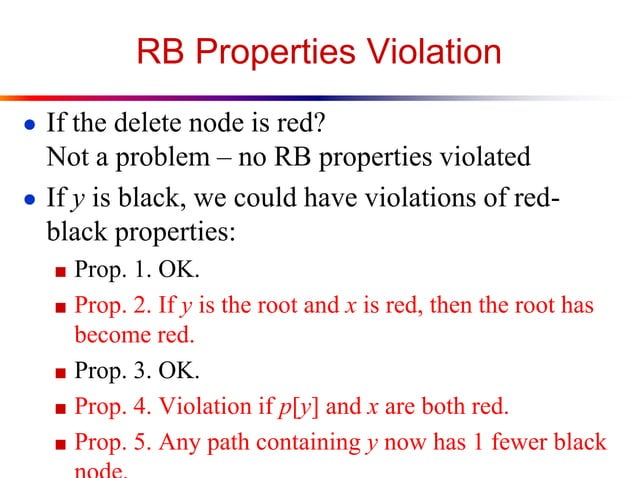 RB Properties Violation
● If the delete node is red?
Not a problem – no RB properties violated
● If y is black, we could have violations of red-
black properties:
■ Prop. 1. OK.
■ Prop. 2. If y is the root and x is red, then the root has
become red.
■ Prop. 3. OK.
■ Prop. 4. Violation if p[y] and x are both red.
■ Prop. 5. Any path containing y now has 1 fewer black
node.